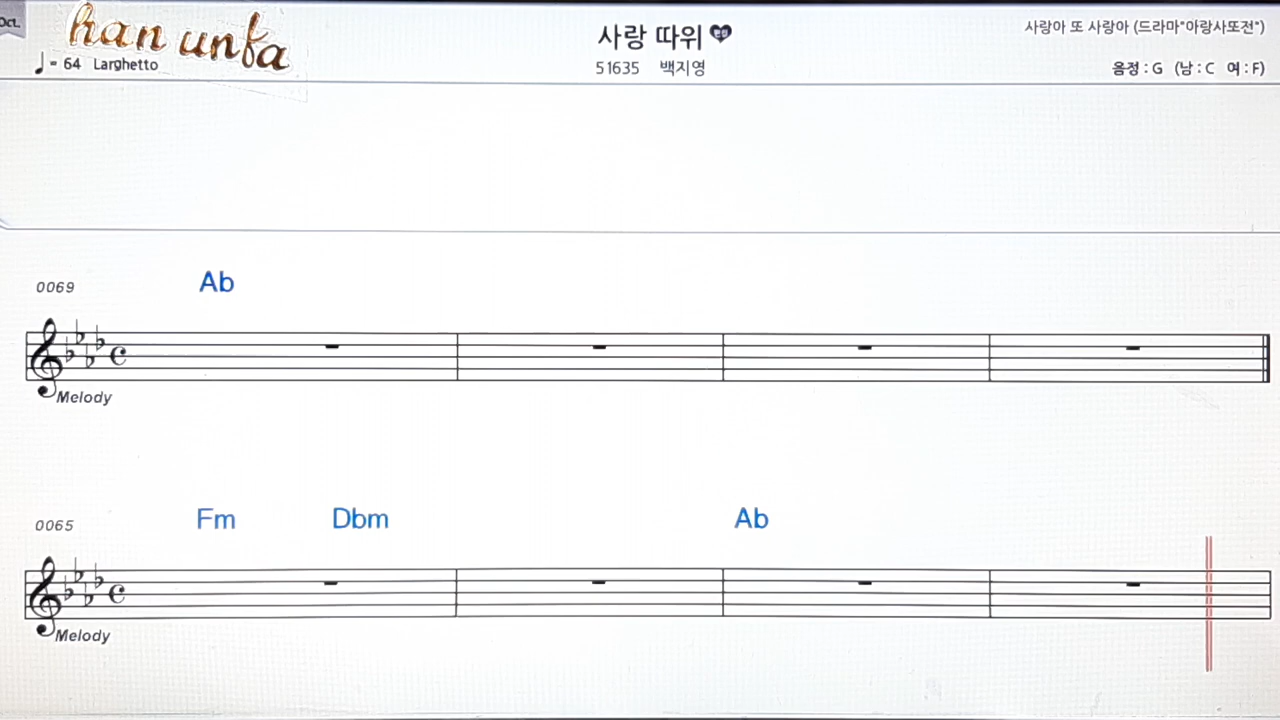 Oct.
han unfa
♩ = 64 Larghetto
사랑 따위
51635 백지영
사랑아 또 사랑아 (드라마"아랑사또전")
음정 : G (남 : C 여 : F)
0069
Ab
Melody
0065
Fm Dbm Ab
Melody